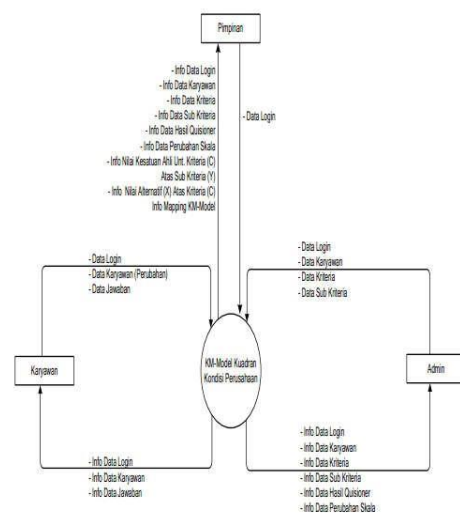 Pimpinan
- Info Data Login
- Info Data Karyawan
- Info Data Kriteria
- Info Data Sub Kriteria
- Info Data Hasil Quisioner
- Info Data Perubahan Skala
- Info Nilai Kesatuan Ahli Unt. Kriteria (C)
Atas Sub Kriteria (Y)
- Info Nilai Alternatif (X) Atas Kriteria (C)
Info Mapping KM-Model
- Data Login
- Data Login
- Data Karyawan (Perubahan)
- Data Jawaban
- Data Login
- Data Karyawan
- Data Kriteria
- Data Sub Kriteria
Karyawan
KM-Model Kuadran
Kondisi Perusahaan
Admin
- Info Data Login
- Info Data Karyawan
- Info Data Jawaban
- Info Data Login
- Info Data Karyawan
- Info Data Kriteria
- Info Data Sub Kriteria
- Info Data Hasil Quisioner
- Info Data Perubahan Skala